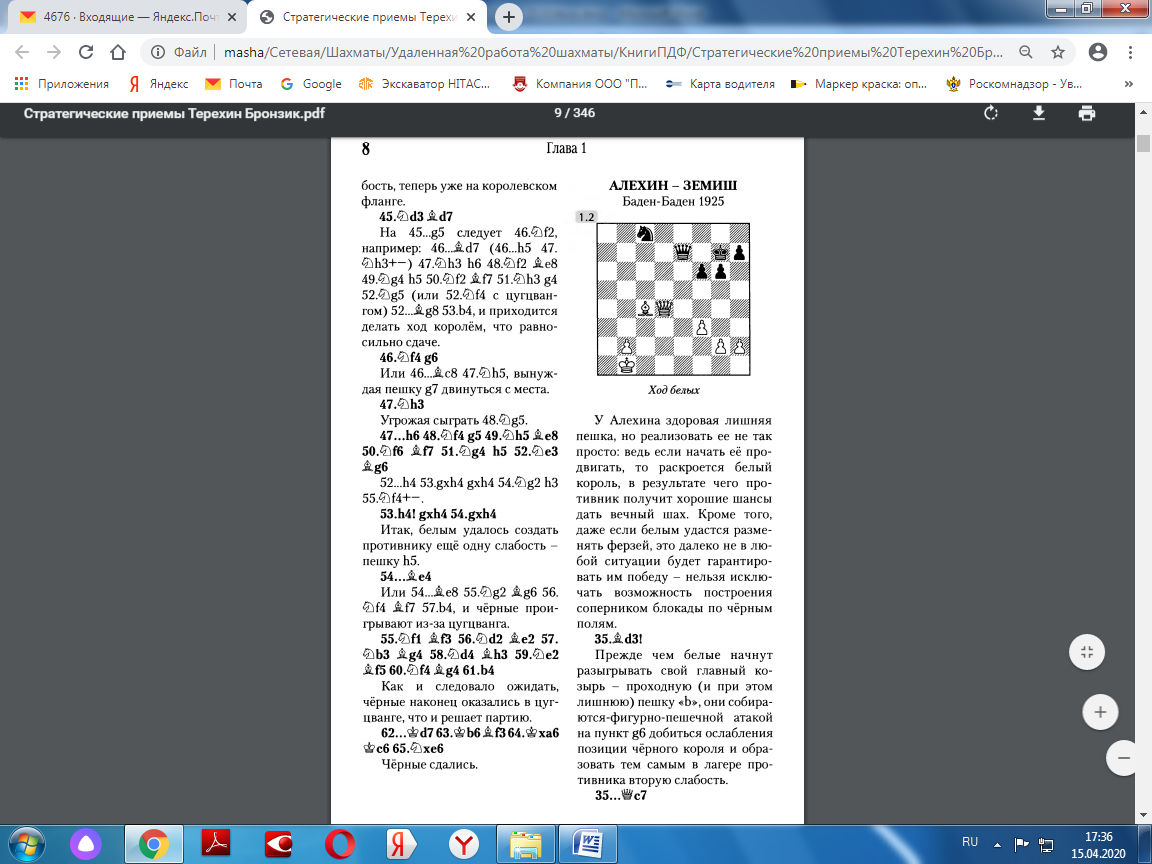 4676 · Входящие — Яндекс.Поч
Стратегические приемы Терехи
Файл | masha/Сетевая/Шахматы/Удаленная%20работа%20шахматы/КнигиПДФ/Стратегические%20приемы%20Терехин%20Бр...
Приложения
Яндекс
Почта
Google
Экскаватор HITAC...
Компания ООО "П...
Карта водителя
Маркер краска: оп...
Роскомнадзор - Ув...
»
Стратегические приемы Терехин Бронзик.pdf
9 / 346
8
Глава 1
бость, теперь уже на королевском
фланге.
45.♘d3 ♗d7
На 45...g5 следует 46.♘f2,
например: 46...♗d7 (46...h5 47.
♘h3+−) 47.♘h3 h6 48.♘f2 ♗e8
49.♘g4 h5 50.♘f2 ♗f7 51.♘h3 g4
52.♘g5 (или 52.♘f4 с цугцван-
гом) 52...♗g8 53.b4, и приходится
делать ход королём, что равно-
сильно сдаче.
46.♘f4 g6
Или 46...♗c8 47.♘h5, вынуж-
дая пешку g7 двинуться с места.
47.♘h3
Угрожая сыграть 48.♘g5.
47...h6 48.♘f4 g5 49.♘h5 ♗e8
50.♘f6 ♗f7 51.♘g4 h5 52.♘e3
♗g6
52...h4 53.gxh4 gxh4 54.♘g2 h3
55.♘f4+−.
53.h4! gxh4 54.gxh4
Итак, белым удалось создать
противнику ещё одну слабость –
пешку h5.
54...♗e4
Или 54...♗e8 55.♘g2 ♗g6 56.
♘f4 ♗f7 57.b4, и чёрные прои-
грывают из-за цугцванга.
55.♘f1 ♗f3 56.♘d2 ♗e2 57.
♘b3 ♗g4 58.♘d4 ♗h3 59.♘e2
♗f5 60.♘f4 ♗g4 61.b4
Как и следовало ожидать,
чёрные наконец оказались в цуг-
цванге, что и решает партию.
62...♔d7 63.♔b6 ♗f3 64.♔xa6
♔c6 65.♘xe6
Чёрные сдались.
АЛЕХИН – ЗЕМИШ
Баден-Баден 1925
1.2
Ход белых
У Алехина здоровая лишняя
пешка, но реализовать ее не так
просто: ведь если начать её про-
двигать, то раскроется белый
король, в результате чего про-
тивник получит хорошие шансы
дать вечный шах. Кроме того,
даже если белым удастся разме-
нять ферзей, это далеко не в лю-
бой ситуации будет гарантиро-
вать им победу – нельзя исклю-
чать возможность построения
соперником блокады по чёрным
полям.
35.♗d3!
Прежде чем белые начнут
разыгрывать свой главный ко-
зырь – проходную (и при этом
лишнюю) пешку «b», они собира-
ются-фигурно-пешечной атакой
на пункт g6 добиться ослабления
позиции чёрного короля и обра-
зовать тем самым в лагере про-
тивника вторую слабость.
35...♕c7
RU
17:36
15.04.2020